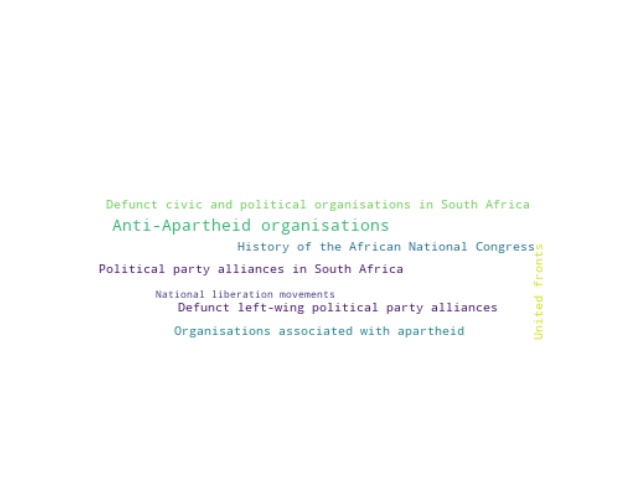 Defunct civic and political organisations in South Africa
Anti-Apartheid organisations
History of the African National Congress
Political party alliances in South Africa
National liberation movements
Defunct left-wing political party alliances
Organisations associated with apartheid
United fronts